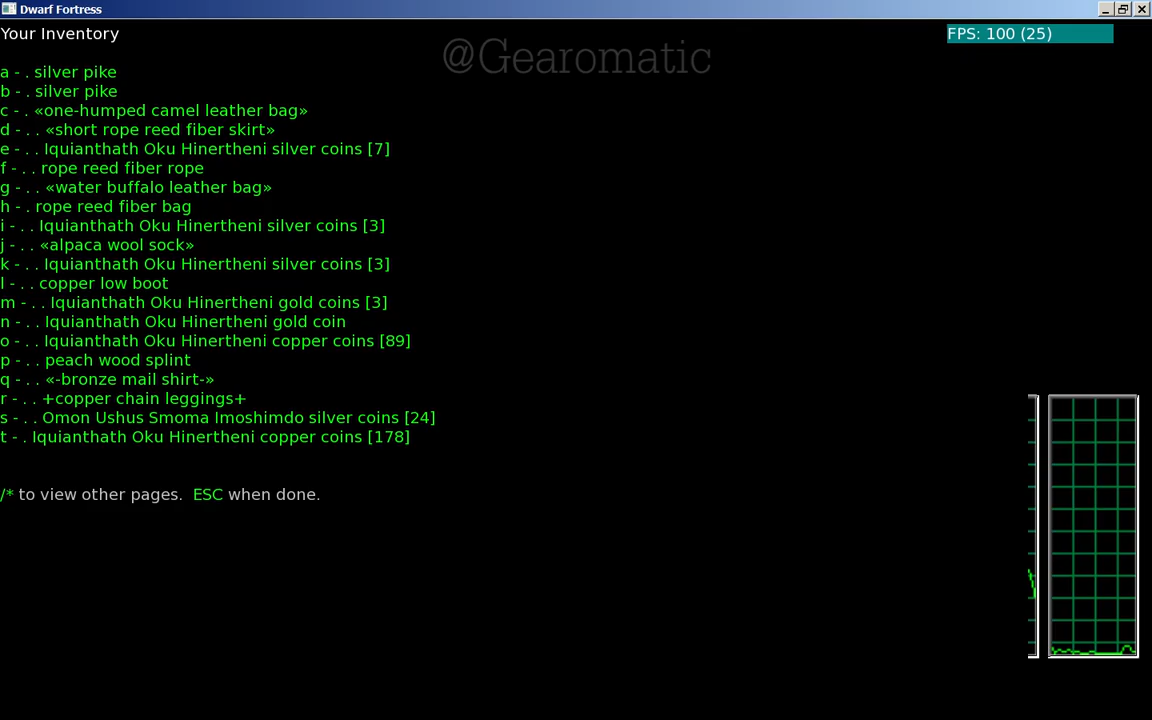 Dwarf Fortress
Your Inventory
FPS: 100 (25)
@Gearomatic
a - . silver pike
b - . silver pike
c - . «one-humped camel leather bag»
d - . . «short rope reed fiber skirt»
e - . . Iquianthath Oku Hinertheni silver coins [7]
f - . . rope reed fiber rope
g - . . «water buffalo leather bag»
h - . rope reed fiber bag
i - . . Iquianthath Oku Hinertheni silver coins [3]
j - . . «alpaca wool sock»
k - . . Iquianthath Oku Hinertheni silver coins [3]
l - . . copper low boot
m - . . Iquianthath Oku Hinertheni gold coins [3]
n - . . Iquianthath Oku Hinertheni gold coin
o - . . Iquianthath Oku Hinertheni copper coins [89]
p - . . peach wood splint
q - . . «-bronze mail shirt-»
r - . . +copper chain leggings+
s - . . Omon Ushus Smoma Imoshimdo silver coins [24]
t - . Iquianthath Oku Hinertheni copper coins [178]
/* to view other pages.  ESC when done.